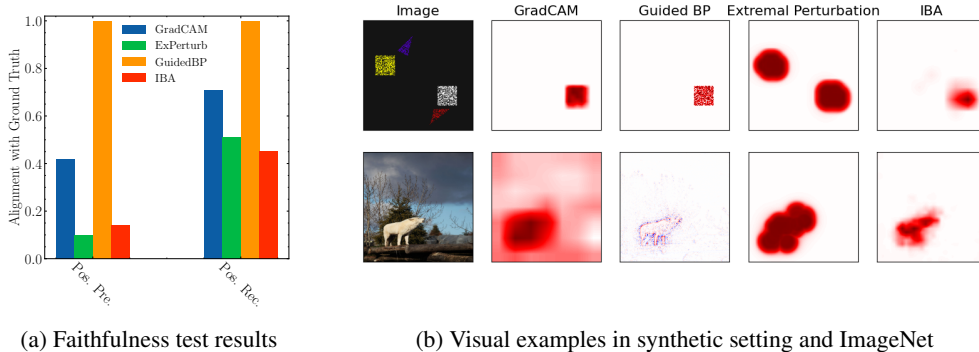 Alignment with Ground Truth
1.0
0.8
0.6
0.4
0.2
0.0
GradCAM
ExPerturb
GuidedBP
IBA
Pos. Pre.
Pos. Rec.
(a) Faithfulness test results
Image GradCAM Guided BP Extremal Perturbation IBA
(b) Visual examples in synthetic setting and ImageNet